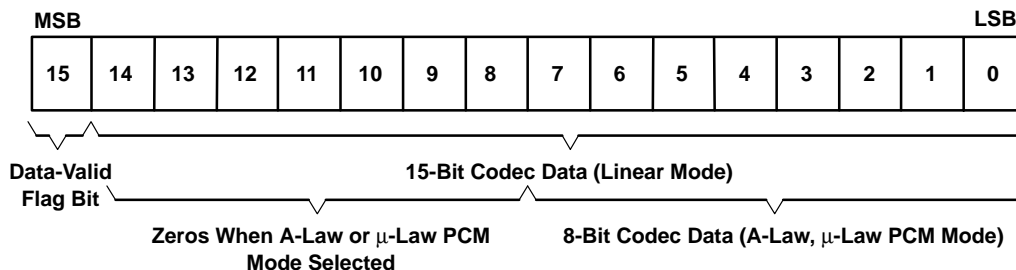 MSB LSB
15 14 13 12 11 10 9 8 7 6 5 4 3 2 1 0
Data-Valid
Flag Bit
15-Bit Codec Data (Linear Mode)
Zeros When A-Law or μ-Law PCM
Mode Selected
8-Bit Codec Data (A-Law, μ-Law PCM Mode)